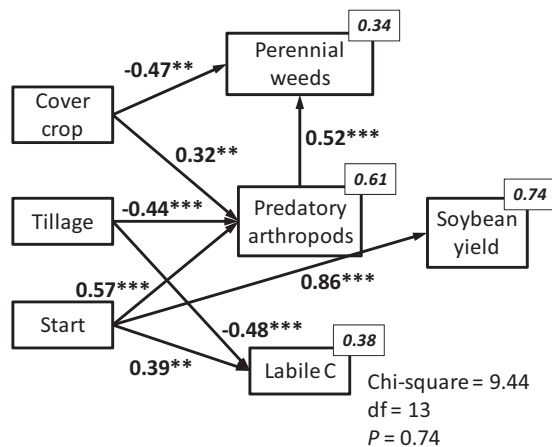 0.34
Perennial
weeds
-0.47**
Cover
crop
0.32**
0.52***
0.61
0.74
Tillage
-0.44***
Predatory
arthropods
Soybean
yield
0.57***
0.86***
Start
-0.48***
0.39**
0.38
Labile C
Chi-square = 9.44
df = 13
P = 0.74